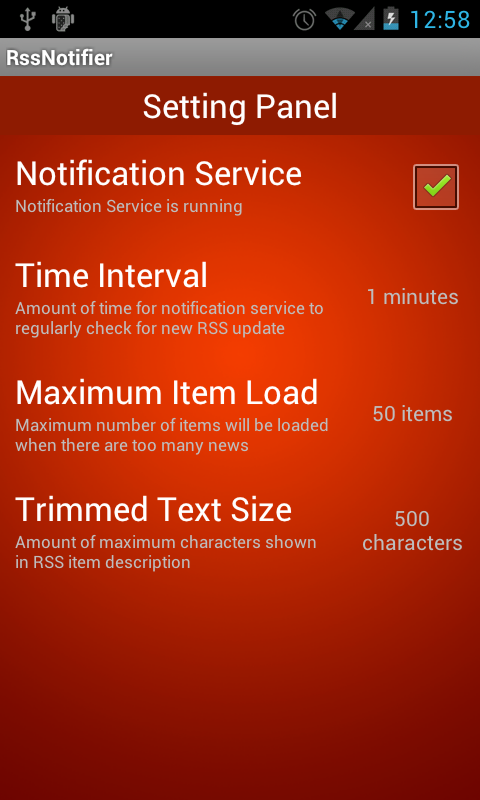 12:58
RssNotifier
Setting Panel
Notification Service
Notification Service is running
Time Interval
Amount of time for notification service to
regularly check for new RSS update
1 minutes
Maximum Item Load
Maximum number of items will be loaded
when there are too many news
50 items
Trimmed Text Size
Amount of maximum characters shown
in RSS item description
500
characters